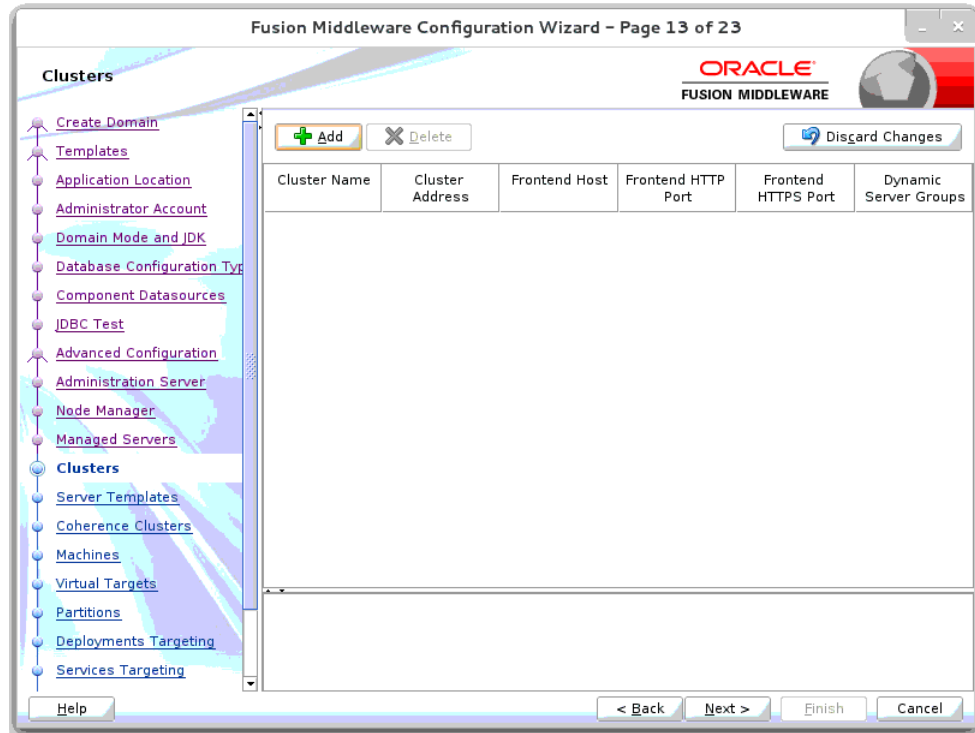 Fusion Middleware Configuration Wizard – Page 13 of 23
Clusters
ORACLE
FUSION MIDDLEWARE
Create Domain
Templates
Application Location
Administrator Account
Domain Mode and JDK
Database Configuration Typ
Component Datasources
JDBC Test
Advanced Configuration
Administration Server
Node Manager
Managed Servers
Clusters
Server Templates
Coherence Clusters
Machines
Virtual Targets
Partitions
Deployments Targeting
Services Targeting
Add
Delete
Discard Changes
Cluster Name
Cluster
Address
Frontend Host
Frontend HTTP
Port
Frontend
HTTPS Port
Dynamic
Server Groups
Help
< Back
Next >
Finish
Cancel